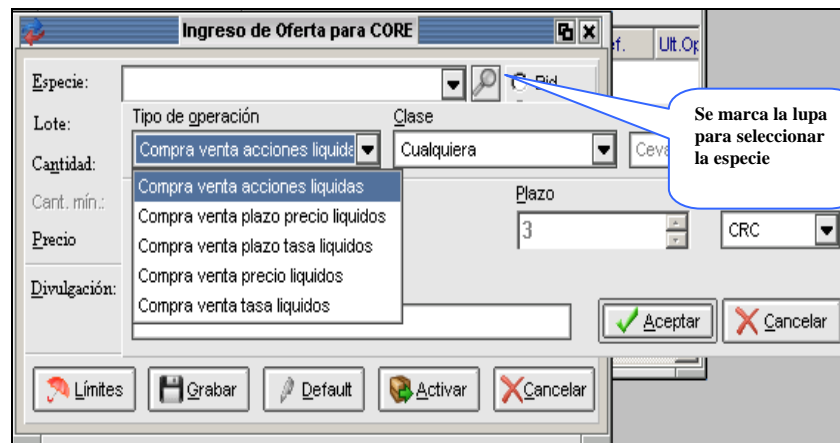 Ingreso de Oferta para CORE
Ult.Op
Especie:
Bid
Lote:
Tipo de operación
Clase
Se marca la lupa
para seleccionar
la especie
Cantidad:
Compra venta acciones liquida
Cualquiera
Ceva
Cant. mín.:
Compra venta acciones liquidas
Compra venta plazo precio liquidos
Compra venta plazo tasa liquidos
Compra venta precio liquidos
Compra venta tasa liquidos
Plazo
Precio
3
CRC
Divulgación:
Aceptar
Cancelar
Límites
Grabar
Default
Activar
Cancelar